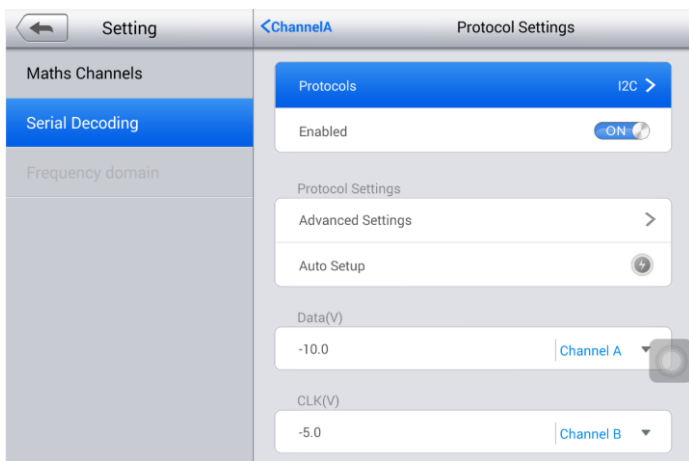 Setting
Maths Channels
Serial Decoding
Frequency domain
ChannelA
Protocol Settings
Protocols I2C
Enabled ON
Protocol Settings
Advanced Settings
Auto Setup
Data(V)
-10.0 Channel A
CLK(V)
-5.0 Channel B